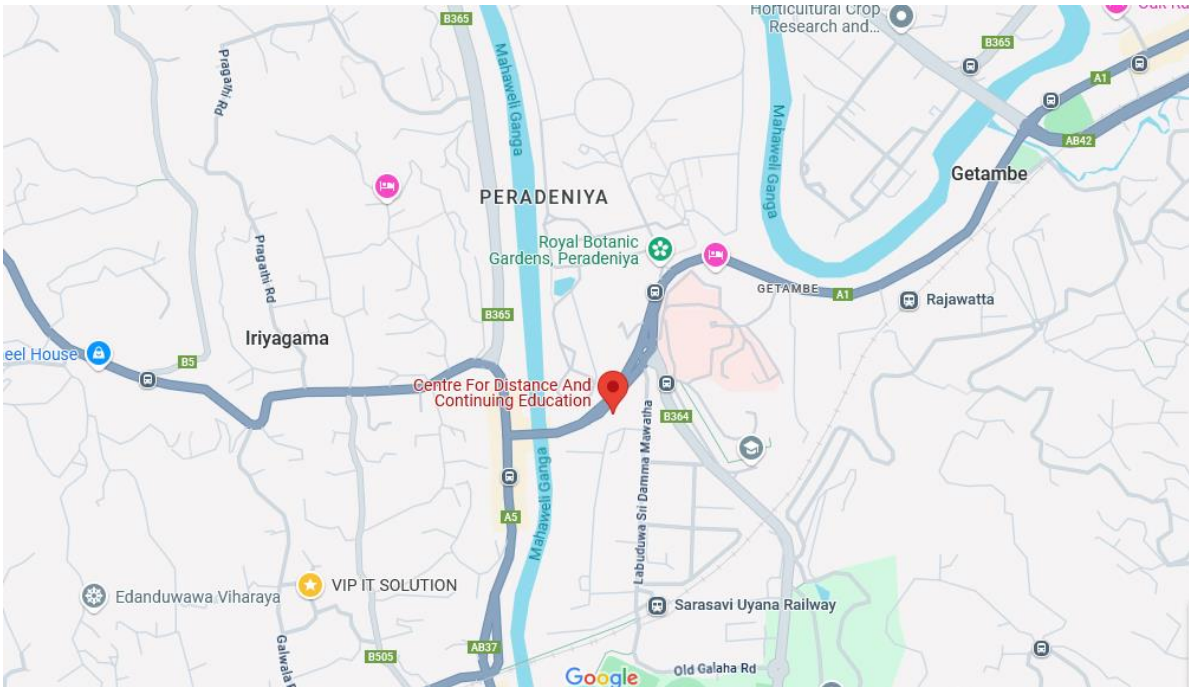 Horticultural Crop
Research and...
B365
B365
A1
Pragathi Rd
Mahaweli Ganga
Mahaweli Ganga
AB42
Getambe
PERADENIYA
Royal Botanic
Gardens, Peradeniya
Pragathi Rd
GETAMBE
A1
Rajawatta
B365
Iriyagama
eel House
B5
Centre For Distance And
Continuing Education
B364
Labuduwa Sri Damma Mawatha
Mahaweli Ganga
A5
VIP IT SOLUTION
Edanduwawa Viharaya
Sarasavi Uyana Railway
AB37
B505
Galwala
Old Galaha Rd
Google